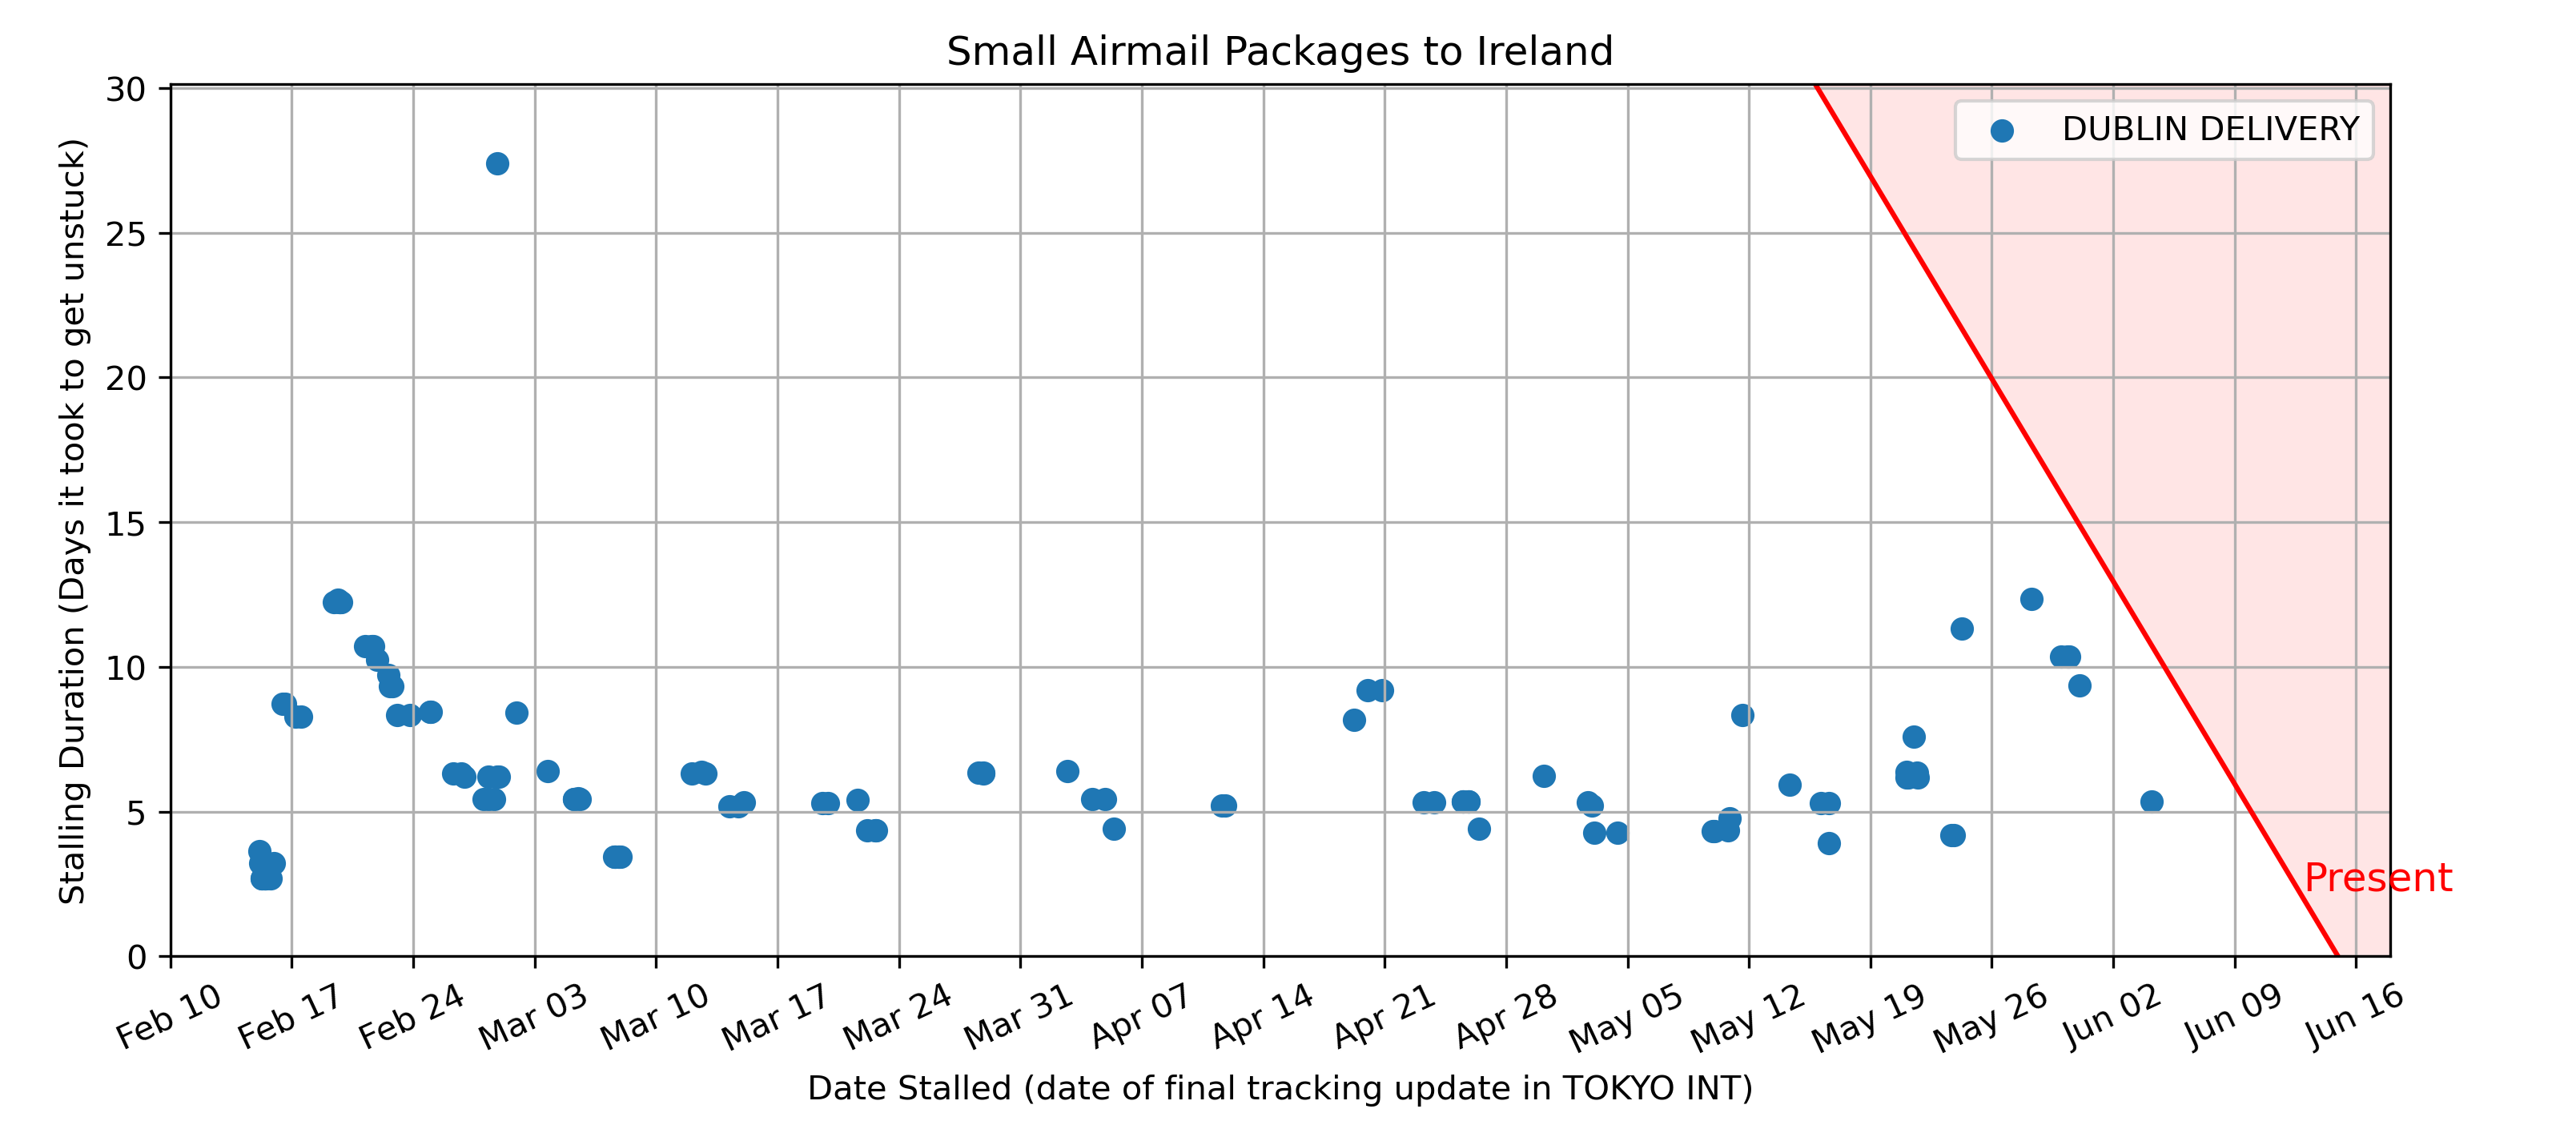 Small Airmail Packages to Ireland
DUBLIN DELIVERY
Stalling Duration (Days it took to get unstuck)
30
25
20
15
10
5
0
Present
Feb 10
Feb 17
Feb 24
Mar 03
Mar 10
Mar 17
Mar 24
Mar 31
Apr 07
Apr 14
Apr 21
Apr 28
May 05
May 12
May 19
May 26
Jun 02
Jun 09
Jun 16
Date Stalled (date of final tracking update in TOKYO INT)